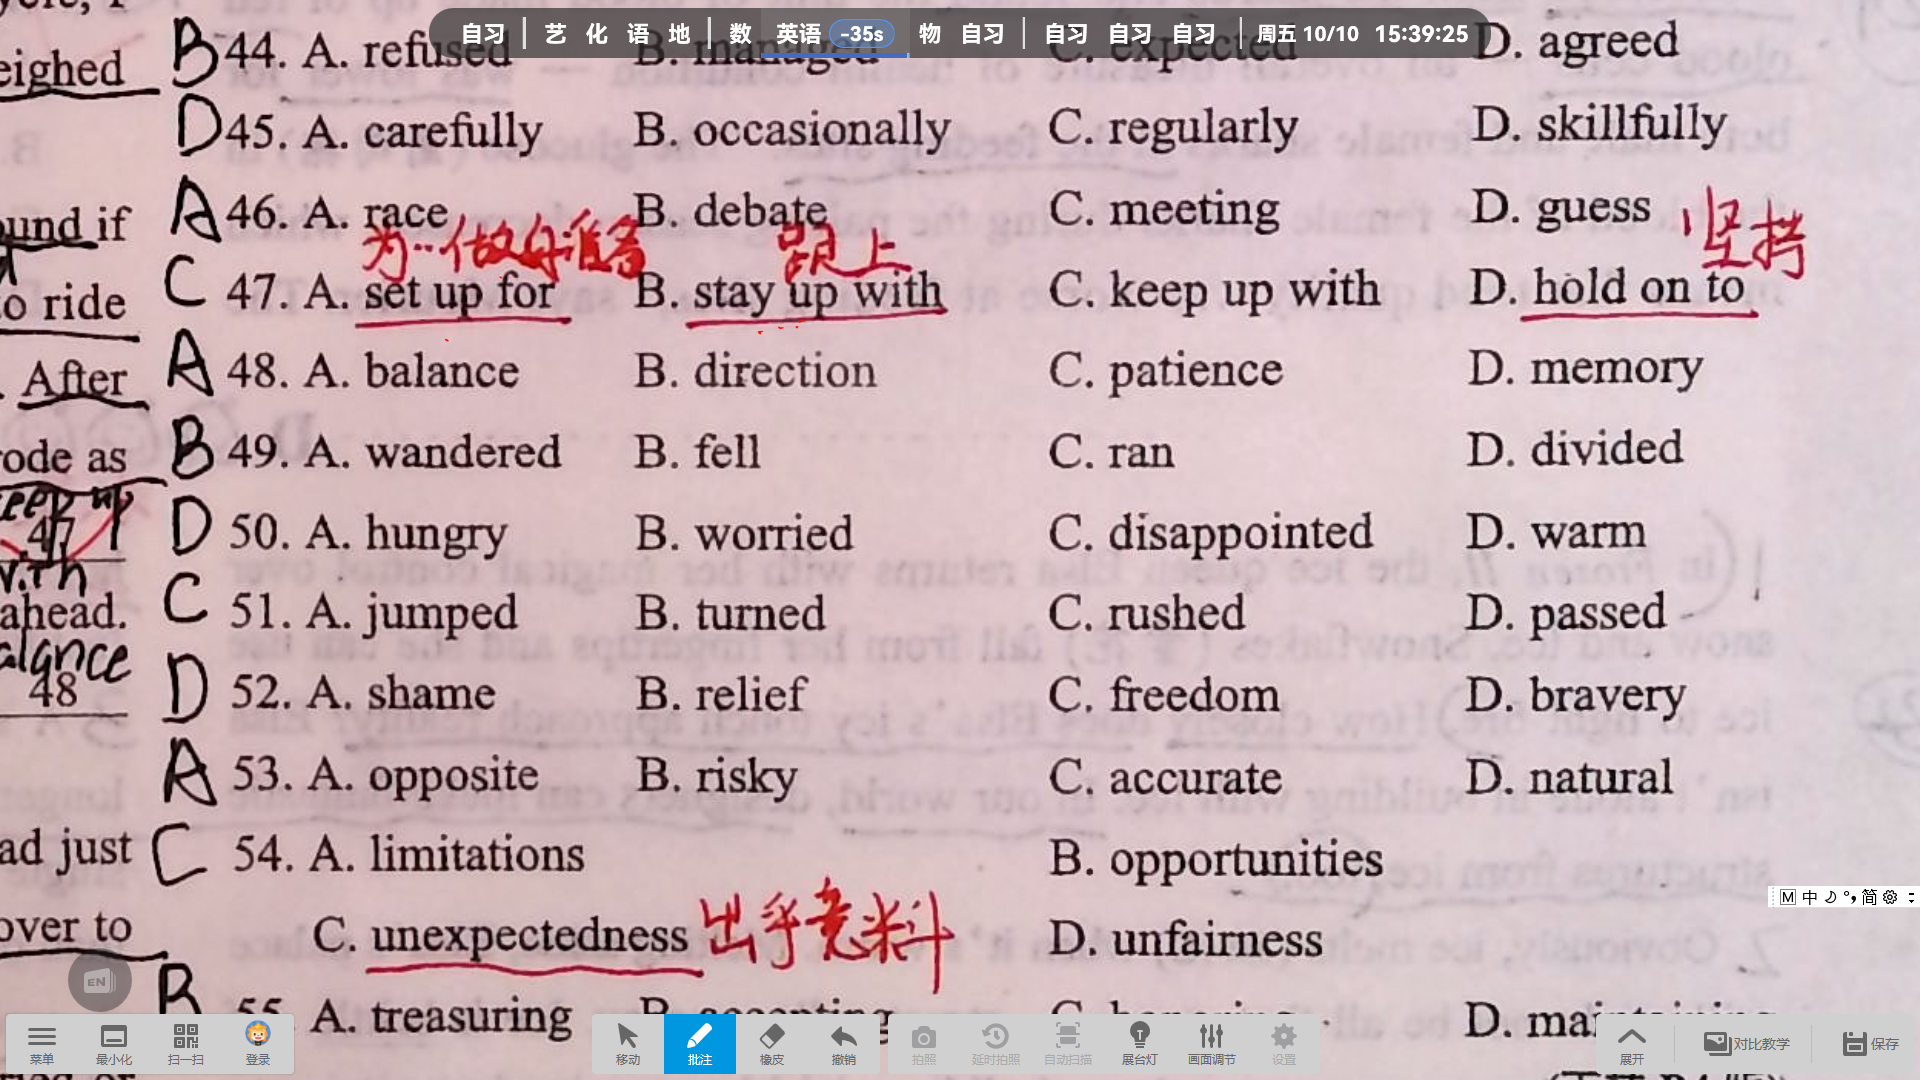 自习 | 艺 化 语 地 | 数 英语 -35s 物 自习 | 自习 自习 自习 | 周五 10/10 15:39:25
B 44. A. refused B. managed C. expected D. agreed
eighed
D 45. A. carefully B. occasionally C. regularly D. skillfully
und if A 46. A. race B. debate C. meeting D. guess
为…做好准备 跟上 坚持
to ride C 47. A. set up for B. stay up with C. keep up with D. hold on to
. After A 48. A. balance B. direction C. patience D. memory
rode as B 49. A. wandered B. fell C. ran D. divided
keep up
47 D 50. A. hungry B. worried C. disappointed D. warm
with
ahead. C 51. A. jumped B. turned C. rushed D. passed
alance
48 D 52. A. shame B. relief C. freedom D. bravery
A 53. A. opposite B. risky C. accurate D. natural
ad just C 54. A. limitations B. opportunities
over to C. unexpectedness 出乎意料 D. unfairness
B 55. A. treasuring B. accepting C. D. maintaining
M 中 简
EN
菜单 最小化 扫一扫 登录 移动 批注 橡皮 撤销 拍照 延时拍照 自动扫描 展台灯 画面调节 设置 展开 对比教学 保存